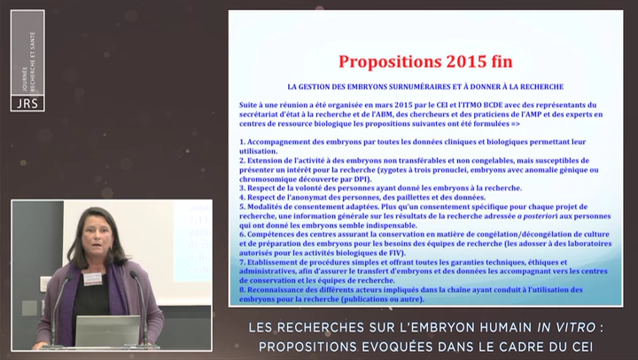 JOURNÉE
RECHERCHE ET SANTÉ
JRS
Propositions 2015 fin
LA GESTION DES EMBRYONS SURNUMÉRAIRES ET À DONNER À LA RECHERCHE
Suite à une réunion a été organisée en mars 2015 par le CEI et l'ITMO BCDE avec des représentants du
secrétariat d'état à la recherche et de l'ABM, des chercheurs et des praticiens de l'AMP et des experts en
centres de ressource biologique les propositions suivantes ont été formulées =>
1. Accompagnement des embryons par toutes les données cliniques et biologiques permettant leur
utilisation.
2. Extension de l'activité à des embryons non transférables et non congelables, mais susceptibles de
présenter un intérêt pour la recherche (zygotes à trois pronuclei, embryons avec anomalie génique ou
chromosomique découverte par DPI).
3. Respect de la volonté des personnes ayant donné les embryons à la recherche.
4. Respect de l'anonymat des personnes, des paillettes et des données.
5. Modalités de consentement adaptées. Plus qu'un consentement spécifique pour chaque projet de
recherche, une information générale sur les résultats de la recherche adressée a posteriori aux personnes
qui ont donné les embryons semble indispensable.
6. Compétences des centres assurant la conservation en matière de congélation/décongélation de culture
et de préparation des embryons pour les besoins des équipes de recherche (les adosser à des laboratoires
autorisés pour les activités biologiques de FIV).
7. Etablissement de procédures simples et offrant toutes les garanties techniques, éthiques et
administratives, afin d'assurer le transfert d'embryons et des données les accompagnant vers les centres
de conservation et les équipes de recherche.
8. Reconnaissance des différents acteurs impliqués dans la chaîne ayant conduit à l'utilisation des
embryons pour la recherche (publications ou autre).
LES RECHERCHES SUR L'EMBRYON HUMAIN IN VITRO :
PROPOSITIONS EVOQUÉES DANS LE CADRE DU CEI